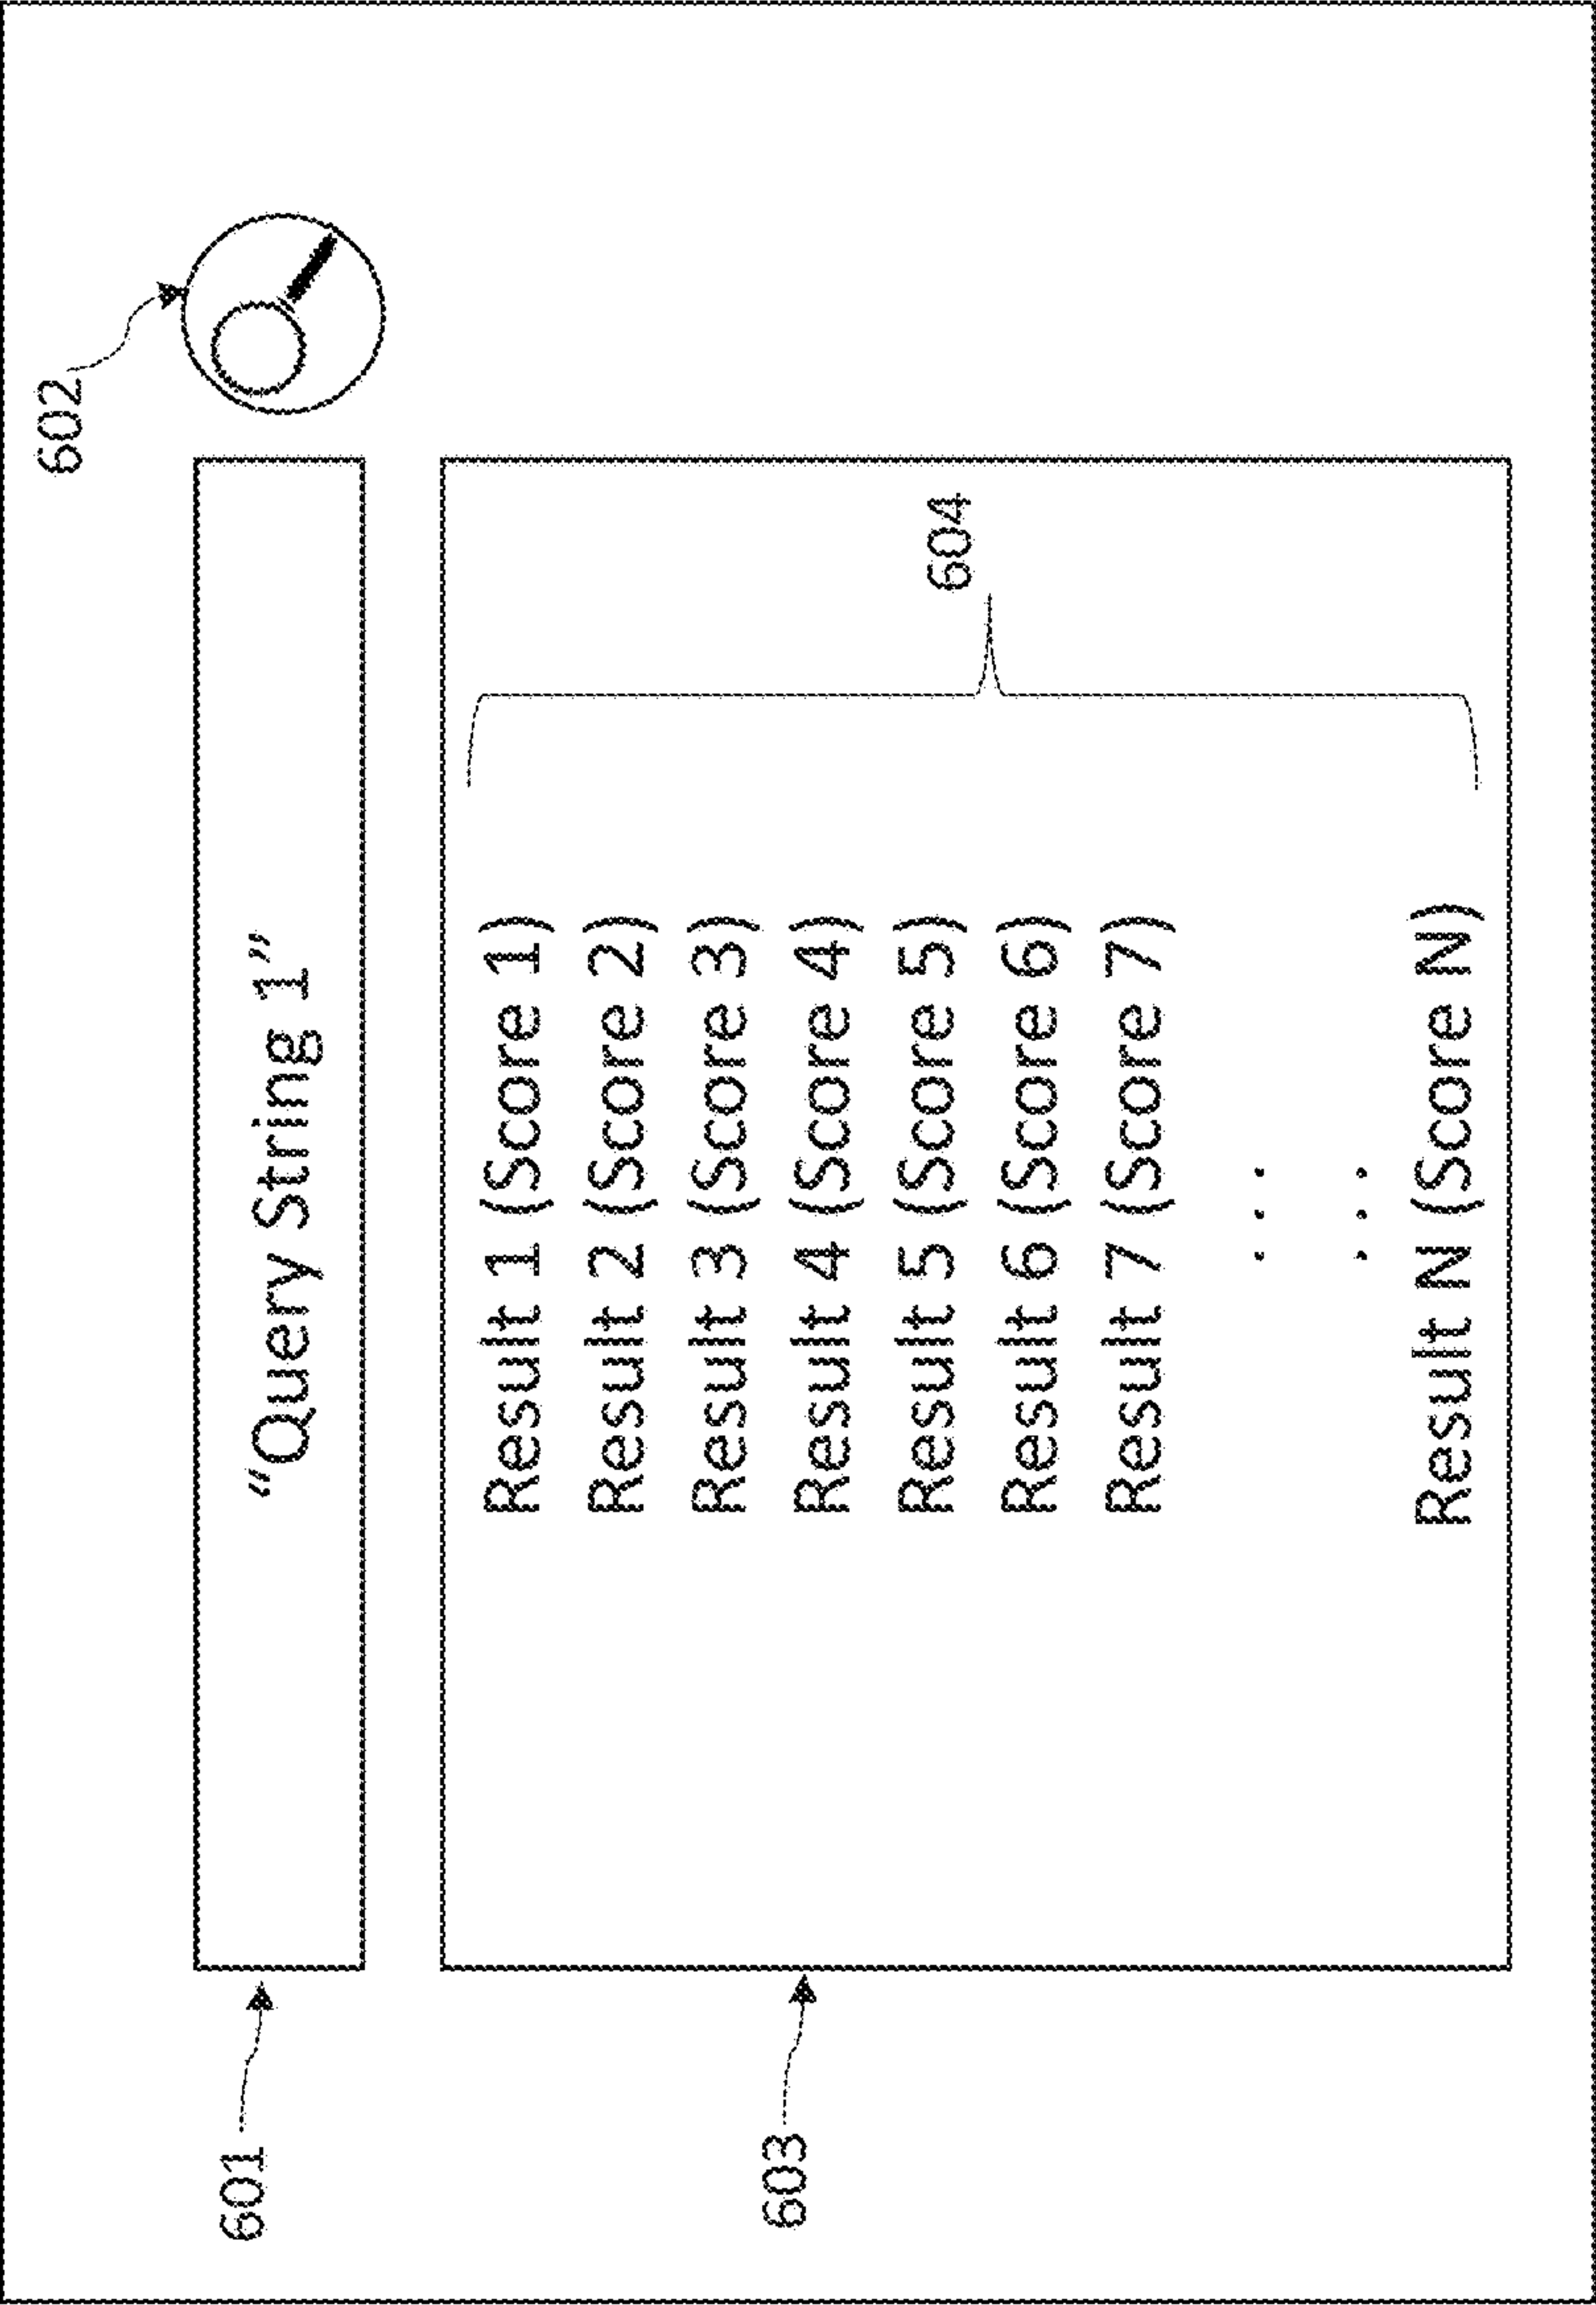 602
601
“Query String 1”
603
Result 1 (Score 1)
Result 2 (Score 2)
Result 3 (Score 3)
Result 4 (Score 4)
Result 5 (Score 5)
Result 6 (Score 6)
Result 7 (Score 7)
. . .
. . .
Result N (Score N)
604